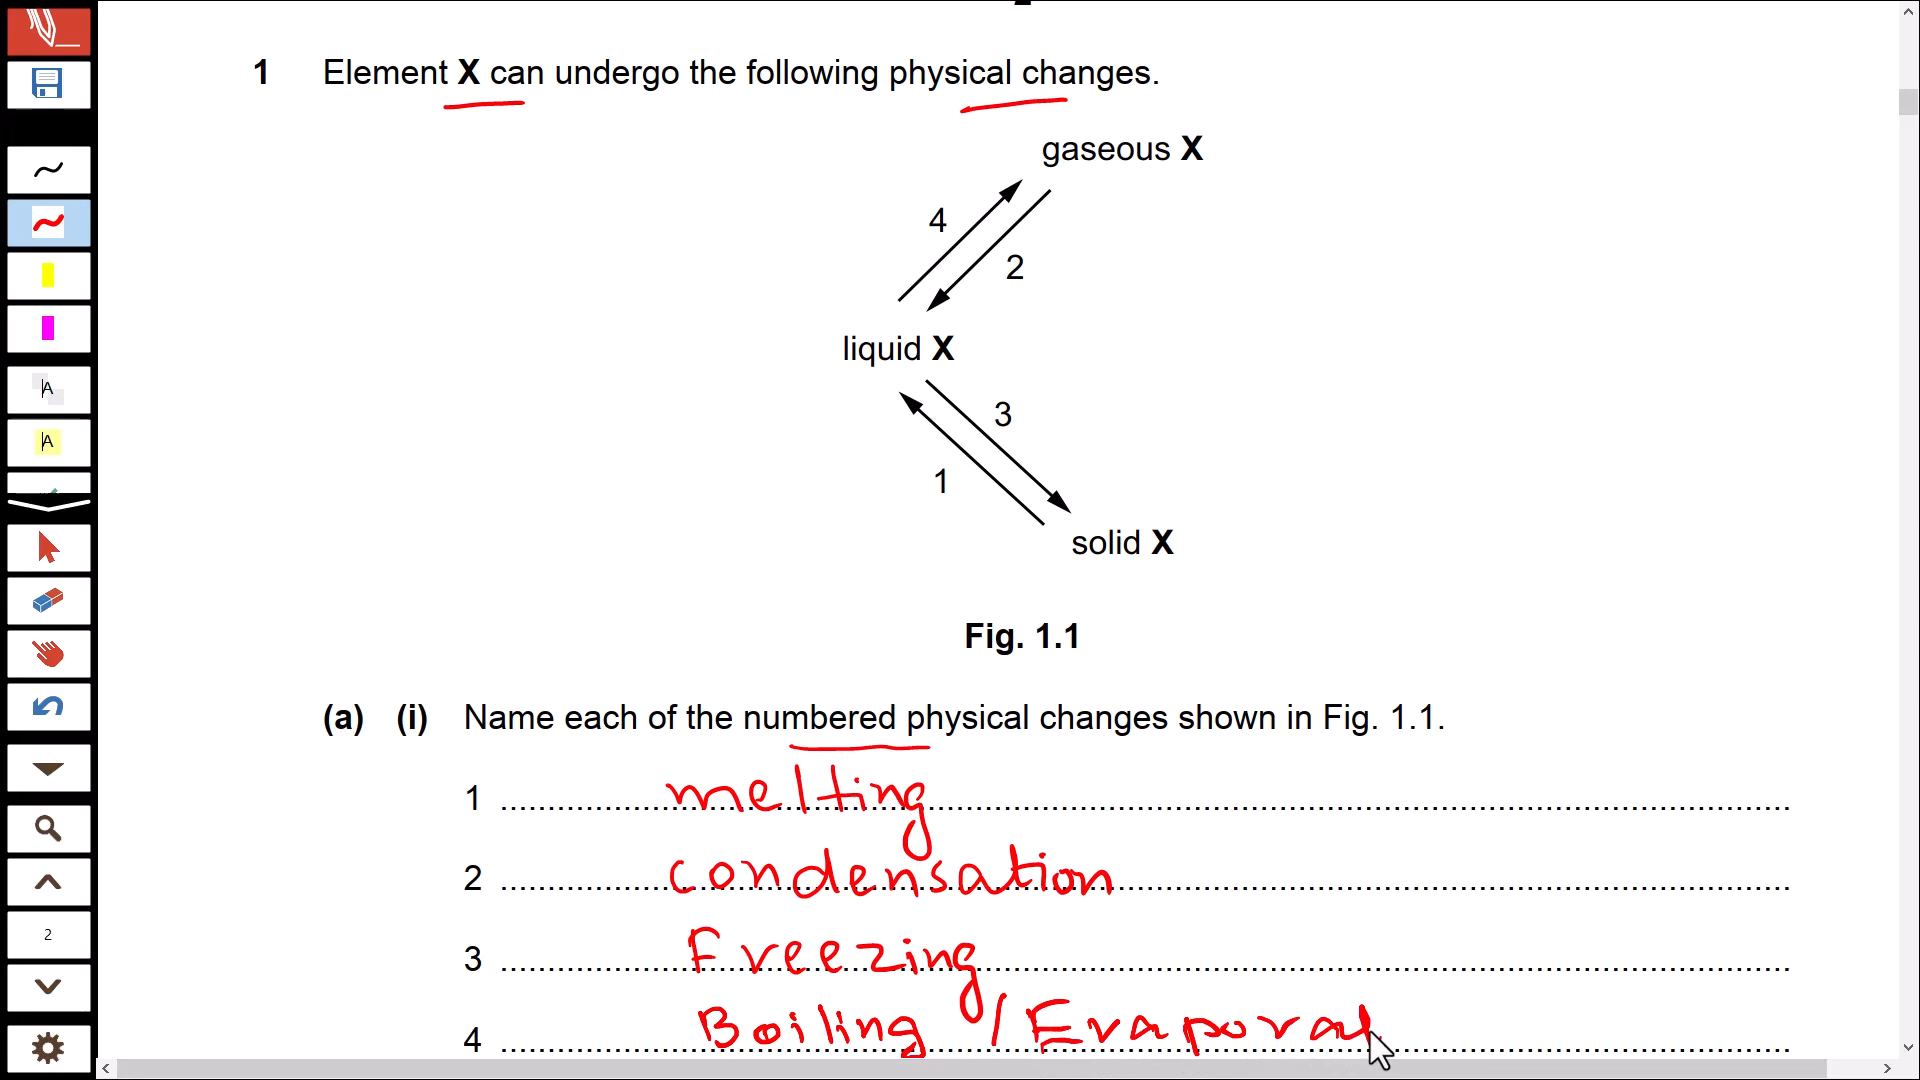 1 Element X can undergo the following physical changes.
gaseous X
4
2
liquid X
3
1
solid X
Fig. 1.1
(a) (i) Name each of the numbered physical changes shown in Fig. 1.1.
1 melting
2 condensation
3 Freezing
4 Boiling / Evaporat
A
A
2